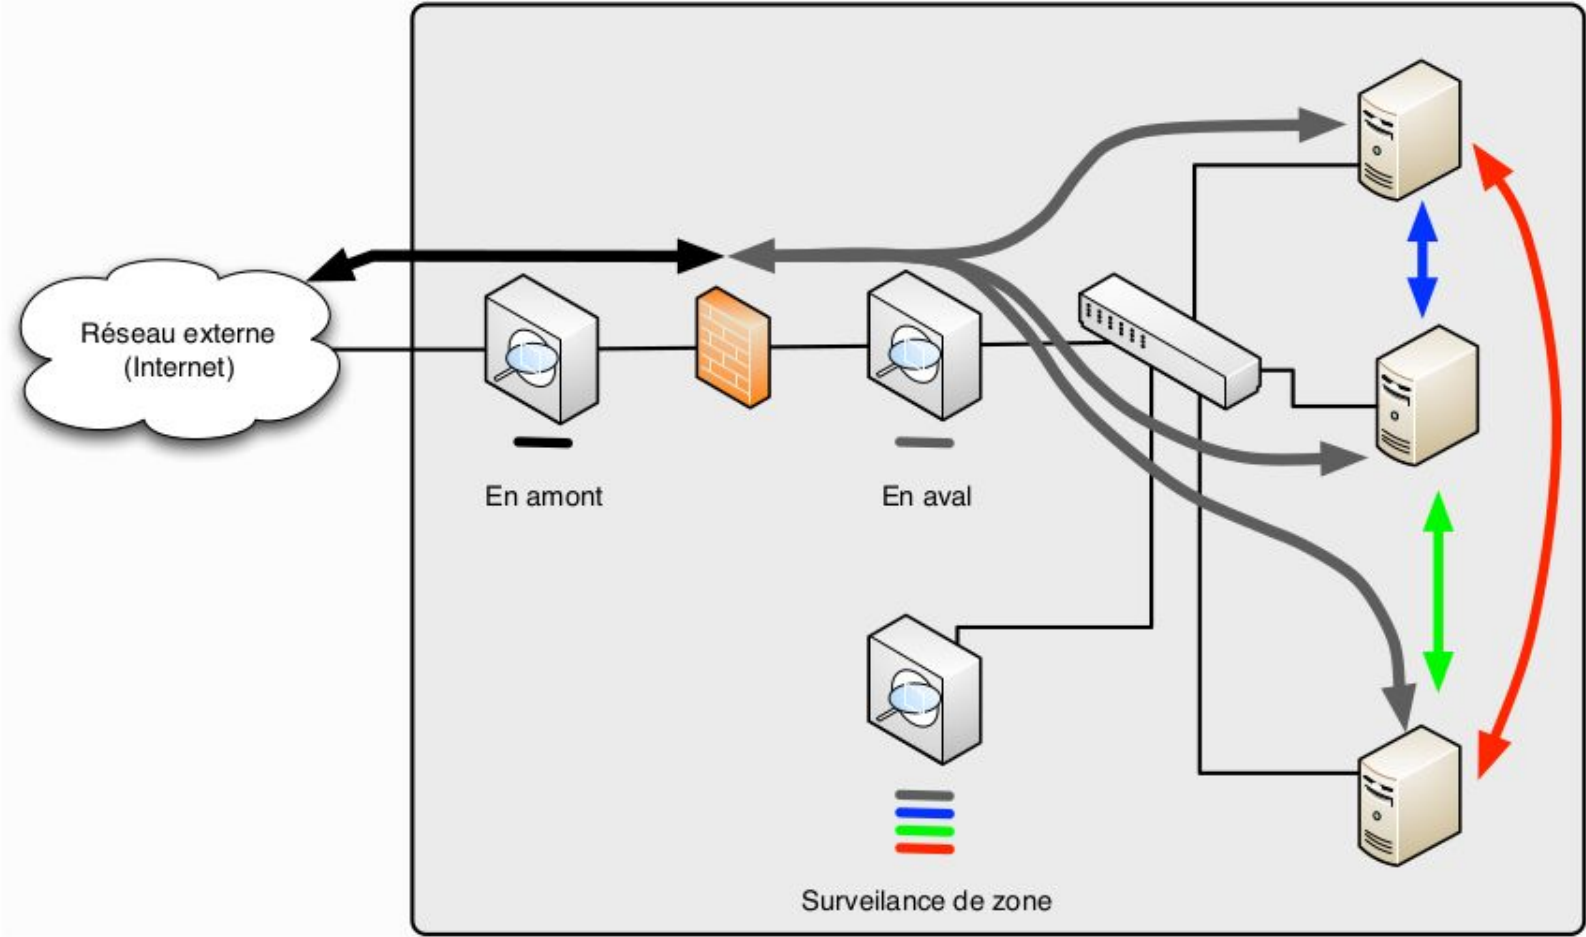 Réseau externe
(Internet)
En amont
En aval
Surveilance de zone